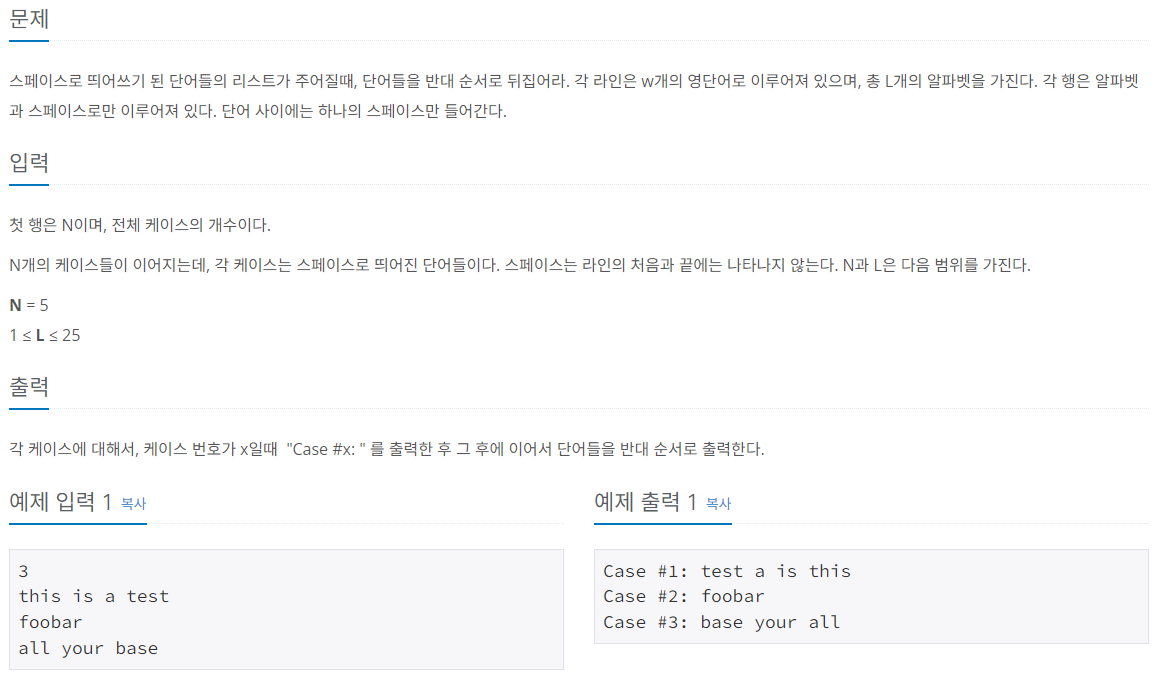 문제
스페이스로 띄어쓰기 된 단어들의 리스트가 주어질때, 단어들을 반대 순서로 뒤집어라. 각 라인은 w개의 영단어로 이루어져 있으며, 총 L개의 알파벳을 가진다. 각 행은 알파벳
과 스페이스로만 이루어져 있다. 단어 사이에는 하나의 스페이스만 들어간다.
입력
첫 행은 N이며, 전체 케이스의 개수이다.
N개의 케이스들이 이어지는데, 각 케이스는 스페이스로 띄어진 단어들이다. 스페이스는 라인의 처음과 끝에는 나타나지 않는다. N과 L은 다음 범위를 가진다.
N = 5
1 ≤ L ≤ 25
출력
각 케이스에 대해서, 케이스 번호가 x일때  "Case #x: " 를 출력한 후 그 후에 이어서 단어들을 반대 순서로 출력한다.
예제 입력 1 복사
3
this is a test
foobar
all your base
예제 출력 1 복사
Case #1: test a is this
Case #2: foobar
Case #3: base your all